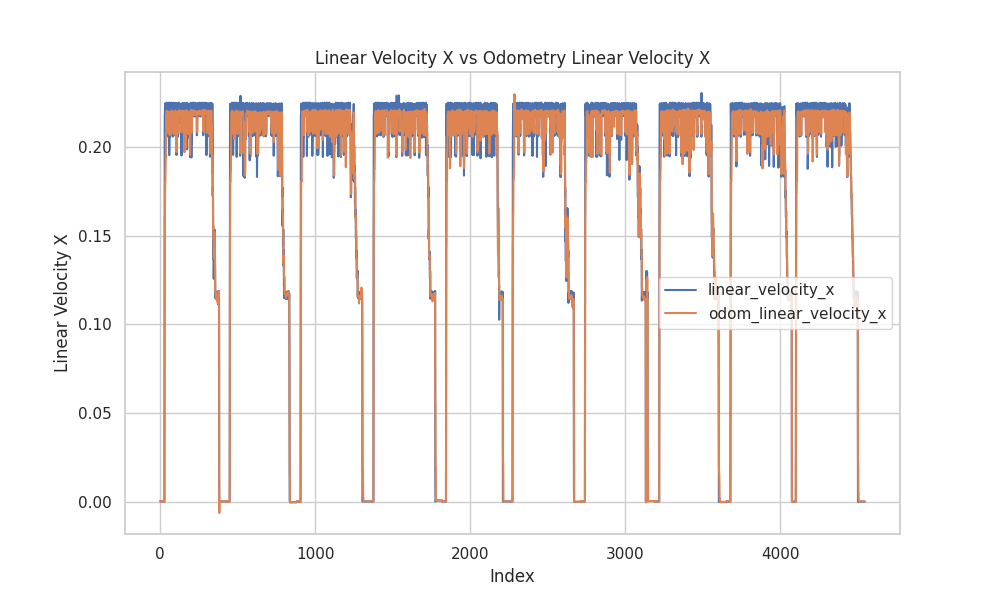 Linear Velocity X vs Odometry Linear Velocity X
Linear Velocity X
0.20
0.15
0.10
0.05
0.00
linear_velocity_x
odom_linear_velocity_x
0 1000 2000 3000 4000
Index